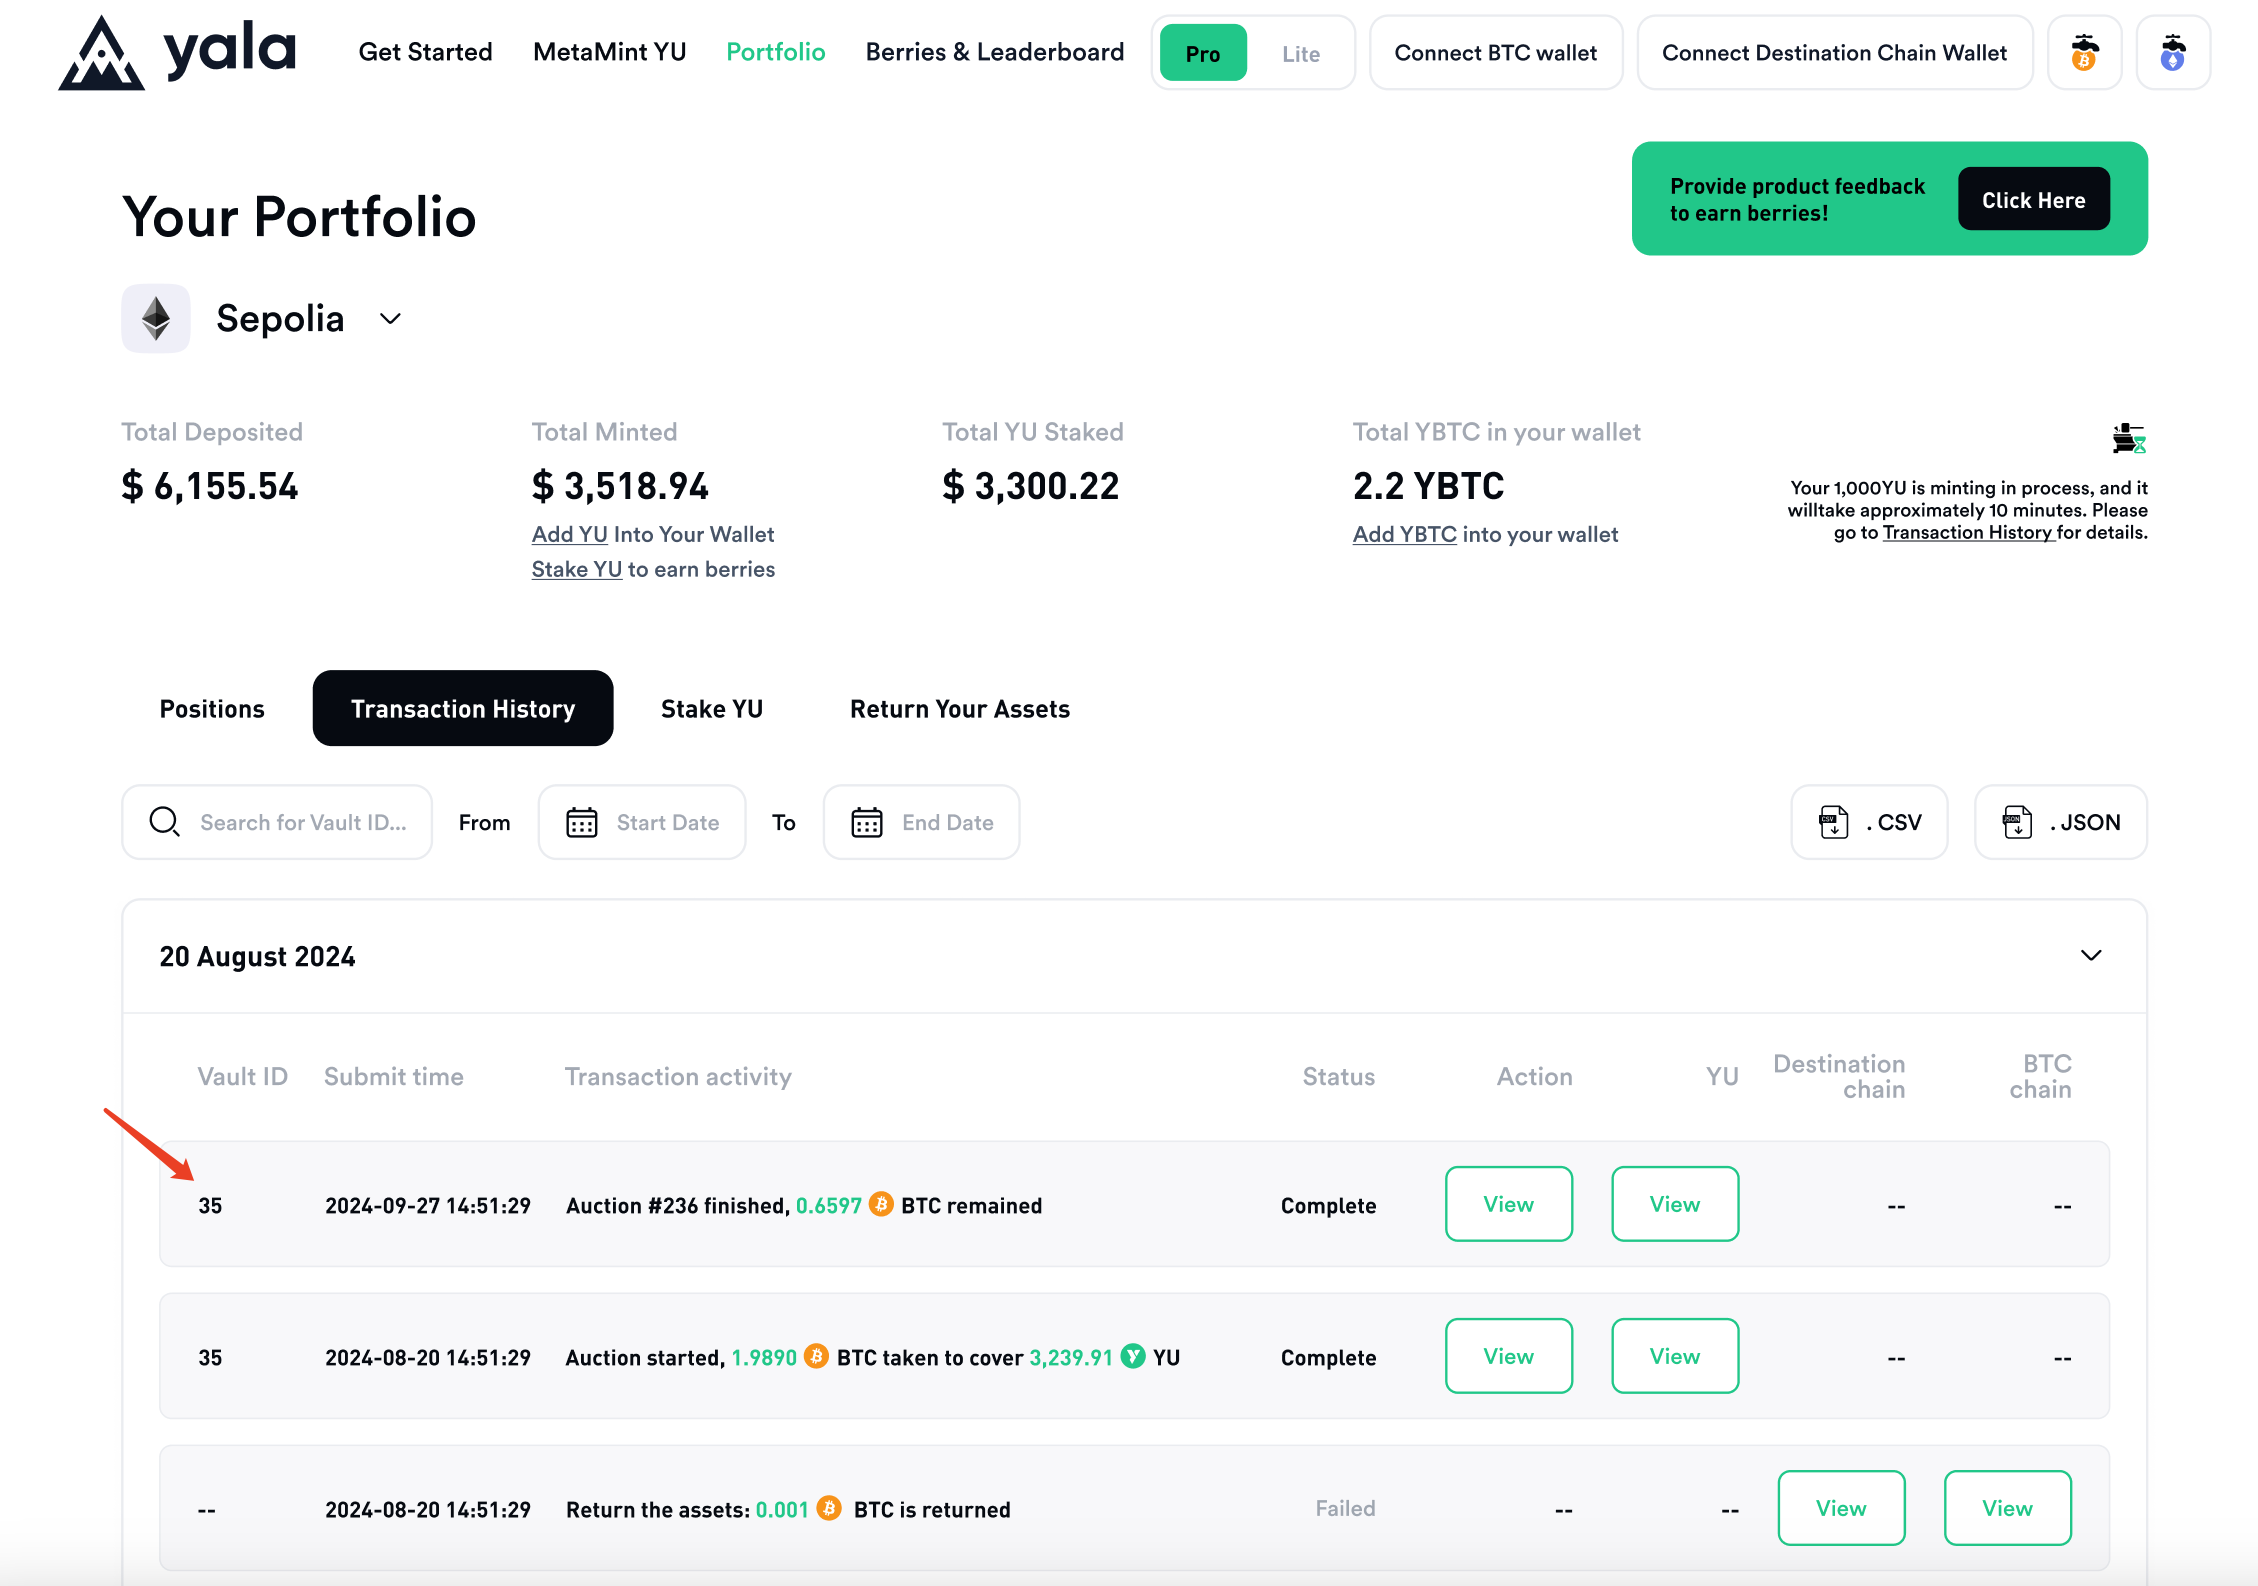 yala
Get Started
MetaMint YU
Portfolio
Berries & Leaderboard
Pro
Lite
Connect BTC wallet
Connect Destination Chain Wallet
Your Portfolio
Provide product feedback
to earn berries!
Click Here
Sepolia
Total Deposited
$ 6,155.54
Total Minted
$ 3,518.94
Add YU Into Your Wallet
Stake YU to earn berries
Total YU Staked
$ 3,300.22
Total YBTC in your wallet
2.2 YBTC
Add YBTC into your wallet
Your 1,000YU is minting in process, and it
willtake approximately 10 minutes. Please
go to Transaction History for details.
Positions
Transaction History
Stake YU
Return Your Assets
Search for Vault ID...
From
Start Date
To
End Date
CSV
. CSV
JSON
. JSON
20 August 2024
Vault ID
Submit time
Transaction activity
Status
Action
YU
Destination
chain
BTC
chain
35
2024-09-27 14:51:29
Auction #236 finished, 0.6597 BTC remained
Complete
View
View
--
--
35
2024-08-20 14:51:29
Auction started, 1.9890 BTC taken to cover 3,239.91 YU
Complete
View
View
--
--
--
2024-08-20 14:51:29
Return the assets: 0.001 BTC is returned
Failed
--
--
View
View